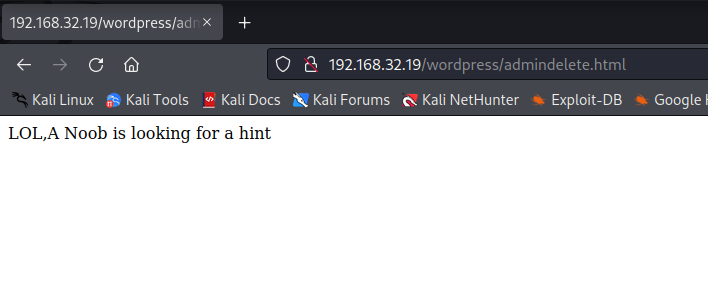 192.168.32.19/wordpress/adm
192.168.32.19/wordpress/admindelete.html
Kali Linux Kali Tools Kali Docs Kali Forums Kali NetHunter Exploit-DB Google
LOL,A Noob is looking for a hint